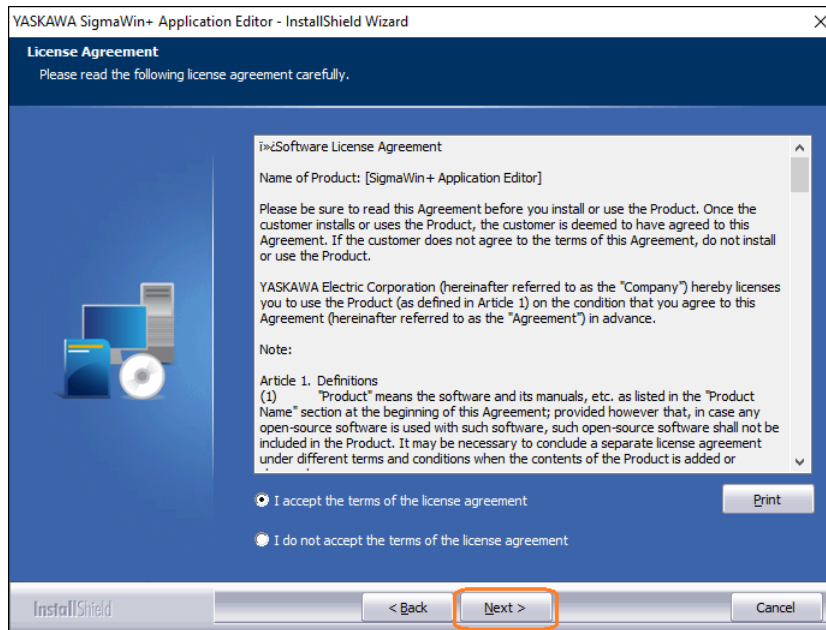 YASKAWA SigmaWin+ Application Editor - InstallShield Wizard
License Agreement
Please read the following license agreement carefully.
ï»¿Software License Agreement
Name of Product: [SigmaWin+ Application Editor]
Please be sure to read this Agreement before you install or use the Product. Once the
customer installs or uses the Product, the customer is deemed to have agreed to this
Agreement. If the customer does not agree to the terms of this Agreement, do not install
or use the Product.
YASKAWA Electric Corporation (hereinafter referred to as the "Company") hereby licenses
you to use the Product (as defined in Article 1) on the condition that you agree to this
Agreement (hereinafter referred to as the "Agreement") in advance.
Note:
Article 1. Definitions
(1) "Product" means the software and its manuals, etc. as listed in the "Product
Name" section at the beginning of this Agreement; provided however that, in case any
open-source software is used with such software, such open-source software shall not be
included in the Product. It may be necessary to conclude a separate license agreement
under different terms and conditions when the contents of the Product is added or
I accept the terms of the license agreement
Print
I do not accept the terms of the license agreement
InstallShield
< Back
Next >
Cancel